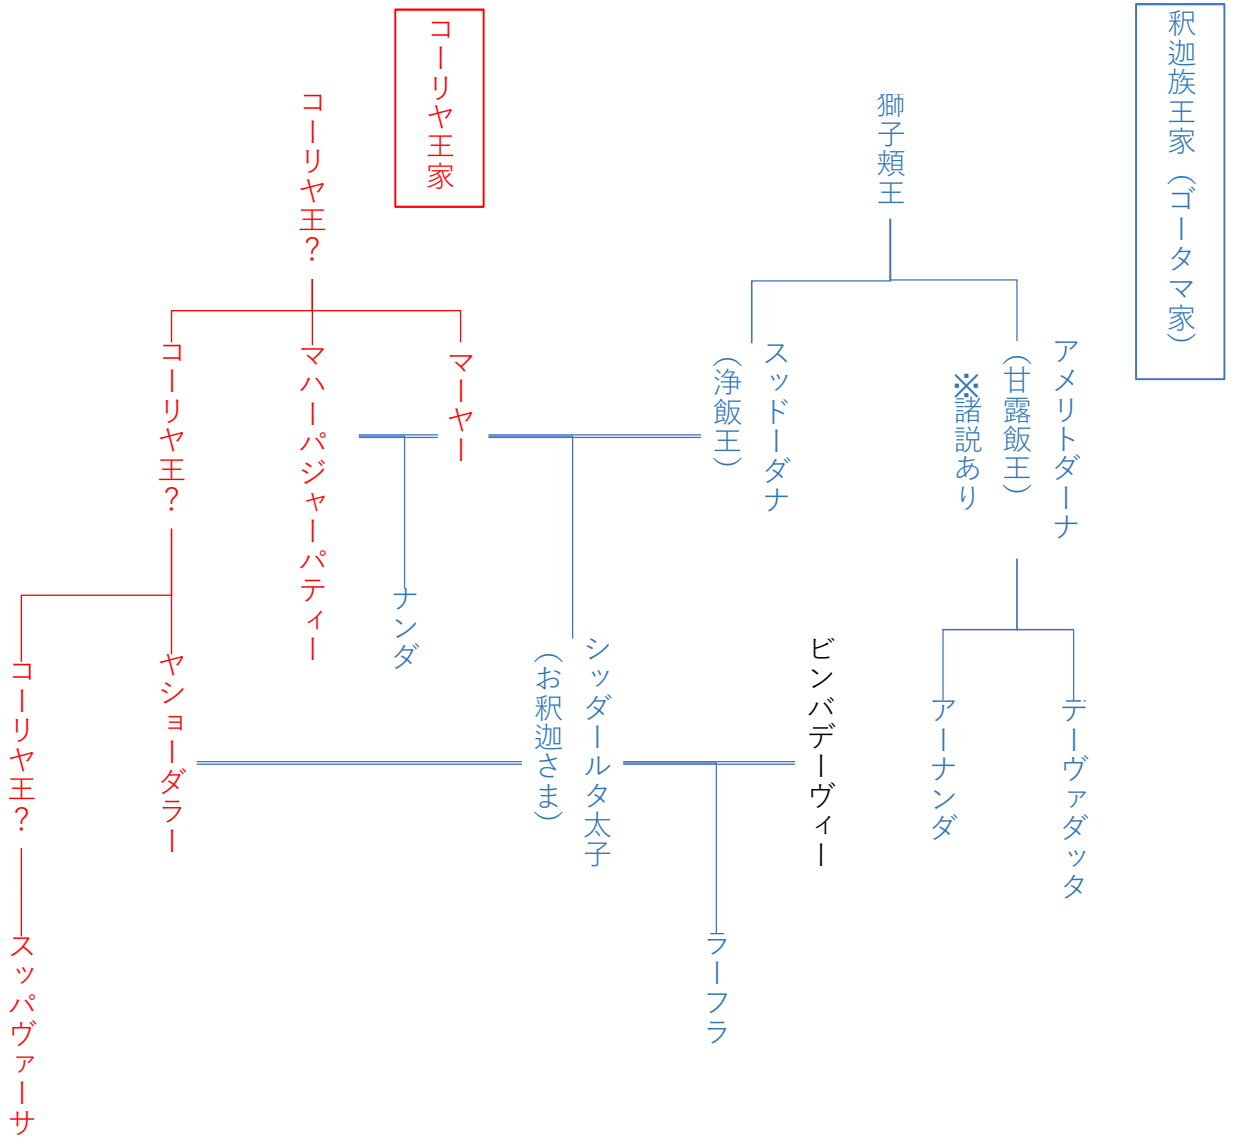 釈迦族王家（ゴータマ家）
コーリヤ王家
獅子頬王
コーリヤ王？
アメリトダーナ
（甘露飯王）
※諸説あり
スッドーダナ
（浄飯王）
マーヤー
マハーパジャーパティー
コーリヤ王？
デーヴァダッタ
アーナンダ
ビンバデーヴィー
シッダールタ太子
（お釈迦さま）
ナンダ
ヤショーダラー
コーリヤ王？
ラーフラ
スッパヴァーサ